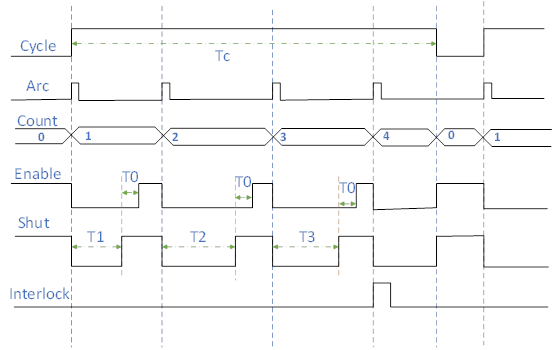 Cycle
Tc
Arc
Count
0 1 2 3 4 0 1
Enable
T0 T0 T0
Shut
T1 T2 T3
Interlock